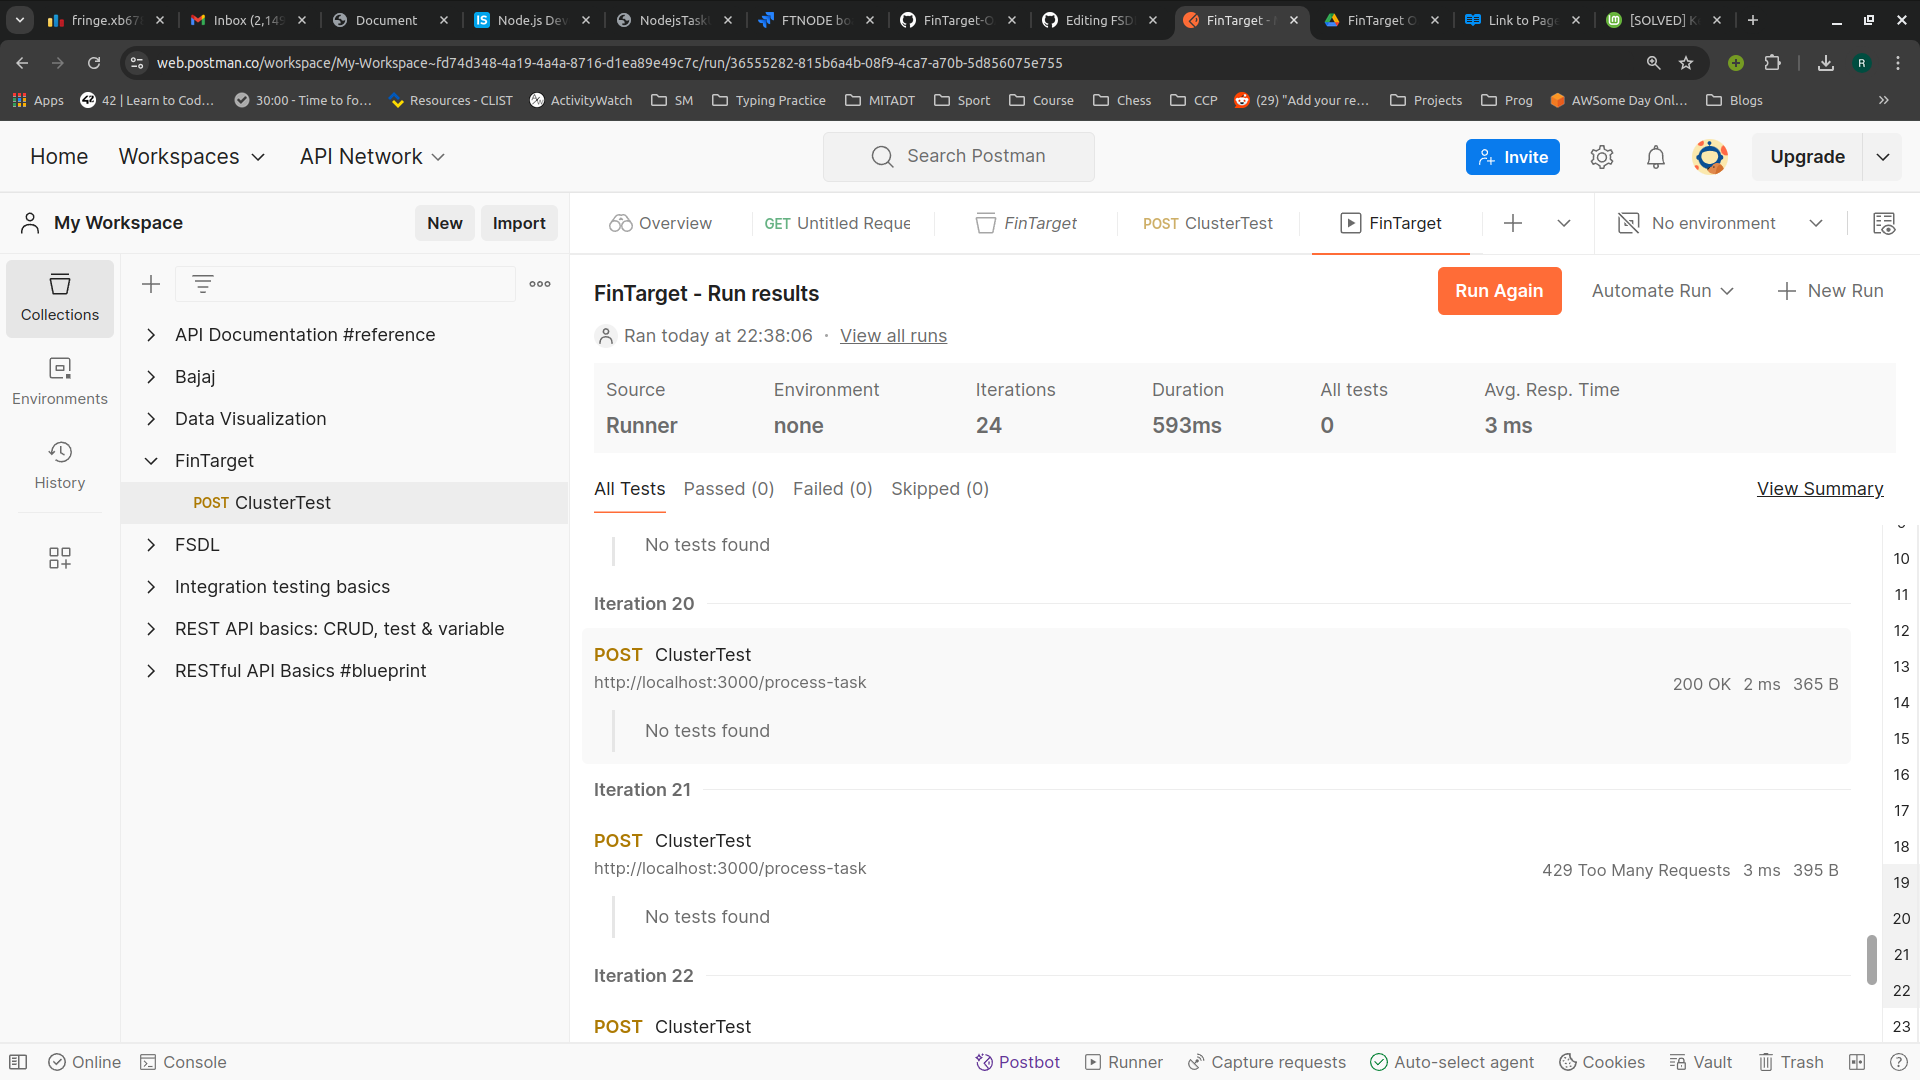 fringe.xb678
Inbox (2,149
Document
Node.js Dev
NodejsTask
FTNODE bo
FinTarget-O
Editing FSD
FinTarget -
FinTarget O
Link to Page
[SOLVED] K
web.postman.co/workspace/My-Workspace~fd74d348-4a19-4a4a-8716-d1ea89e49c7c/run/36555282-815b6a4b-08f9-4ca7-a70b-5d856075e755
R
Apps
42 | Learn to Cod...
30:00 - Time to fo...
Resources - CLIST
ActivityWatch
SM
Typing Practice
MITADT
Sport
Course
Chess
CCP
(29) "Add your re...
Projects
Prog
AWSome Day Onl...
Blogs
»
Home
Workspaces
API Network
Search Postman
Invite
Upgrade
My Workspace
New
Import
Overview
GET Untitled Reque
FinTarget
POST ClusterTest
FinTarget
No environment
Collections
Environments
History
API Documentation #reference
Bajaj
Data Visualization
FinTarget
POST ClusterTest
FSDL
Integration testing basics
REST API basics: CRUD, test & variable
RESTful API Basics #blueprint
FinTarget - Run results
Run Again
Automate Run
New Run
Ran today at 22:38:06 · View all runs
Source
Environment
Iterations
Duration
All tests
Avg. Resp. Time
Runner
none
24
593ms
0
3 ms
All Tests
Passed (0)
Failed (0)
Skipped (0)
View Summary
No tests found
Iteration 20
POST ClusterTest
http://localhost:3000/process-task
200 OK 2 ms 365 B
No tests found
Iteration 21
POST ClusterTest
http://localhost:3000/process-task
429 Too Many Requests 3 ms 395 B
No tests found
Iteration 22
POST ClusterTest
10
11
12
13
14
15
16
17
18
19
20
21
22
23
Online
Console
Postbot
Runner
Capture requests
Auto-select agent
Cookies
Vault
Trash